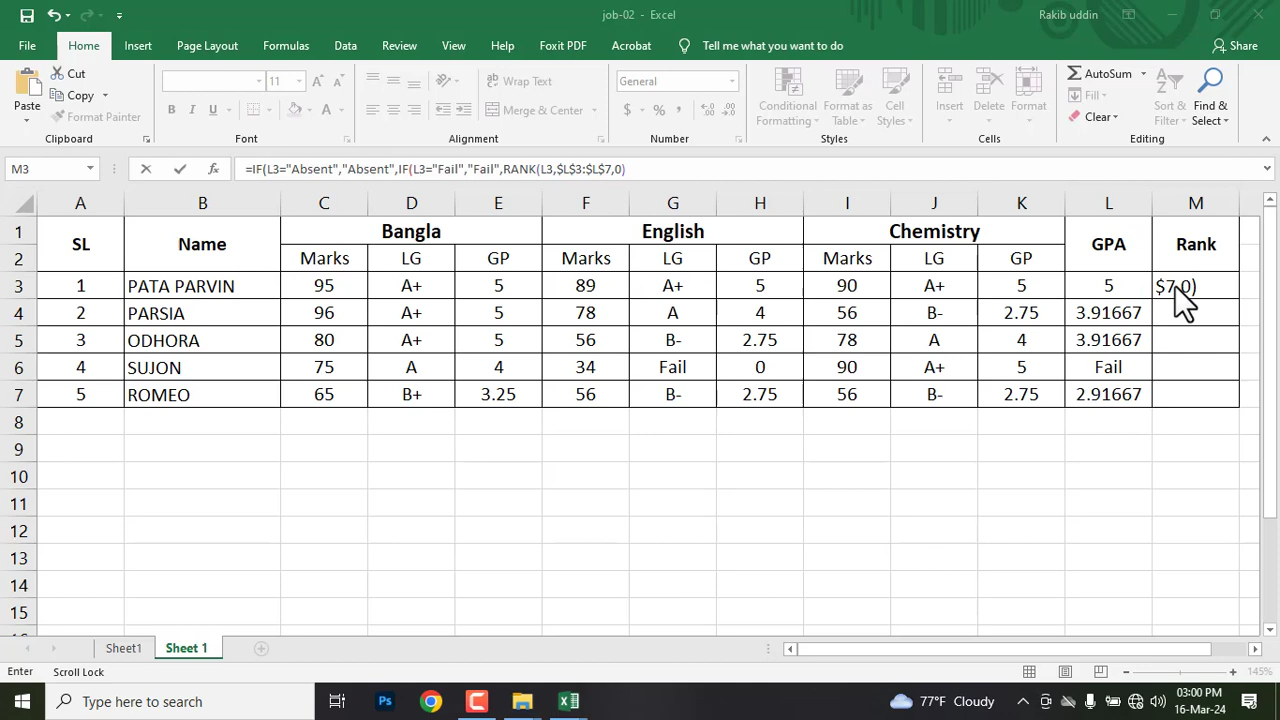 job-02 - Excel
Rakib uddin
File Home Insert Page Layout Formulas Data Review View Help Foxit PDF Acrobat Tell me what you want to do Share
Paste Cut Copy Format Painter
11
Wrap Text
Merge & Center
General
Conditional Formatting
Format as Table
Cell Styles
Insert Delete Format
AutoSum Fill Clear
Sort & Filter
Find & Select
Clipboard Font Alignment Number Styles Cells Editing
M3 =IF(L3="Absent","Absent",IF(L3="Fail","Fail",RANK(L3,$L$3:$L$7,0)
A B C D E F G H I J K L M
1 SL Name Bangla English Chemistry GPA Rank
2 Marks LG GP Marks LG GP Marks LG GP
3 1 PATA PARVIN 95 A+ 5 89 A+ 5 90 A+ 5 5 $7,0)
4 2 PARSIA 96 A+ 5 78 A 4 56 B- 2.75 3.91667
5 3 ODHORA 80 A+ 5 56 B- 2.75 78 A 4 3.91667
6 4 SUJON 75 A 4 34 Fail 0 90 A+ 5 Fail
7 5 ROMEO 65 B+ 3.25 56 B- 2.75 56 B- 2.75 2.91667
8
9
10
11
12
13
14
15
Sheet1 Sheet 1
Enter Scroll Lock 145%
Type here to search
77°F Cloudy
03:00 PM
16-Mar-24